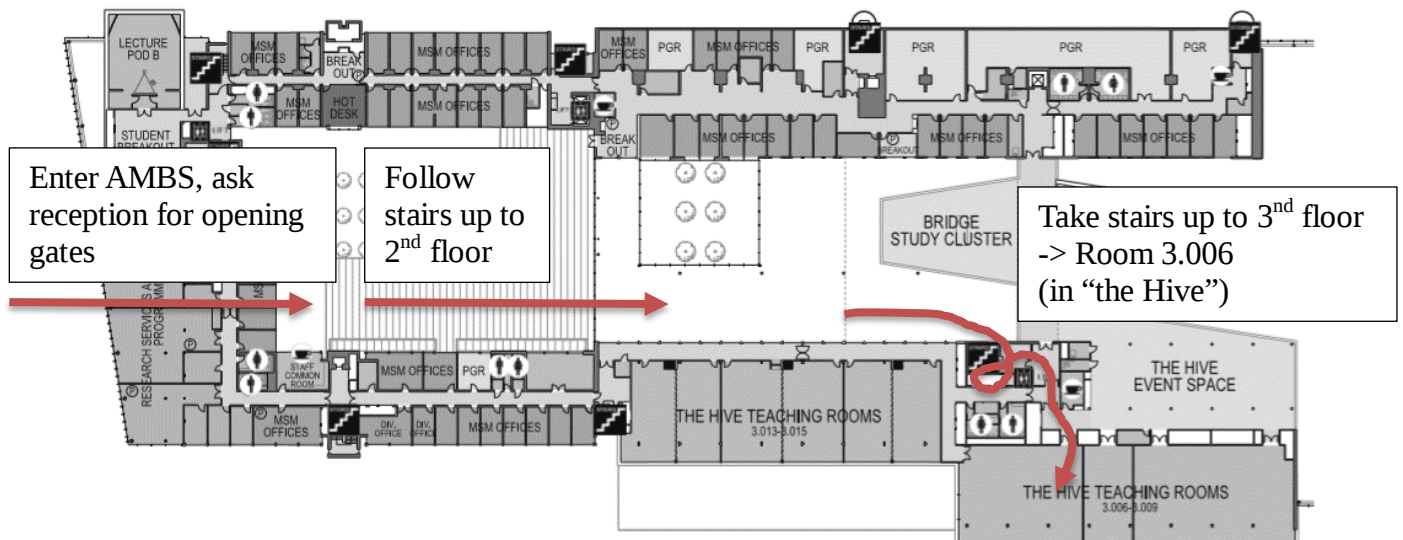 LECTURE
POD B
MSM
OFFICES
BREAK
OUT
MSM OFFICES
MSM
OFFICES
PGR
MSM OFFICES
PGR
PGR
PGR
PGR
MSM
OFFICES
HOT
DESK
MSM OFFICES
LIFT
STUDENT
BREAKOUT
BREAK
OUT
MSM OFFICES
BREAKOUT
MSM OFFICES
MSM OFFICES
Enter AMBS, ask
reception for opening
gates
Follow
stairs up to
2nd floor
BRIDGE
STUDY CLUSTER
Take stairs up to 3nd floor
-> Room 3.006
(in “the Hive”)
RESEARCH SERVICES A
PROGRAMM
STAFF
COMMON
ROOM
MSM OFFICES
PGR
THE HIVE
EVENT SPACE
MSM
OFFICES
DIV.
OFFICE
DIV.
OFFICE
MSM OFFICES
THE HIVE TEACHING ROOMS
3.013-3.015
THE HIVE TEACHING ROOMS
3.006-3.009